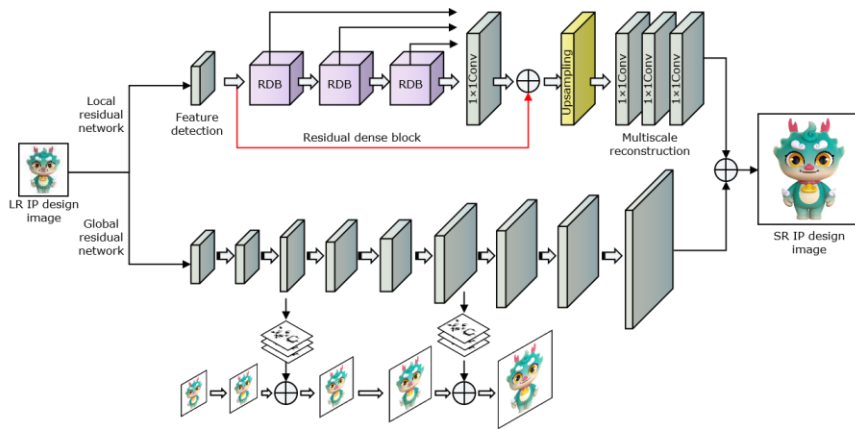 Local
residual
network
Feature
detection
RDB
RDB
RDB
Residual dense block
1×1Conv
Upsampling
1×1Conv
1×1Conv
1×1Conv
Multiscale
reconstruction
LR IP design
image
Global
residual
network
SR IP design
image